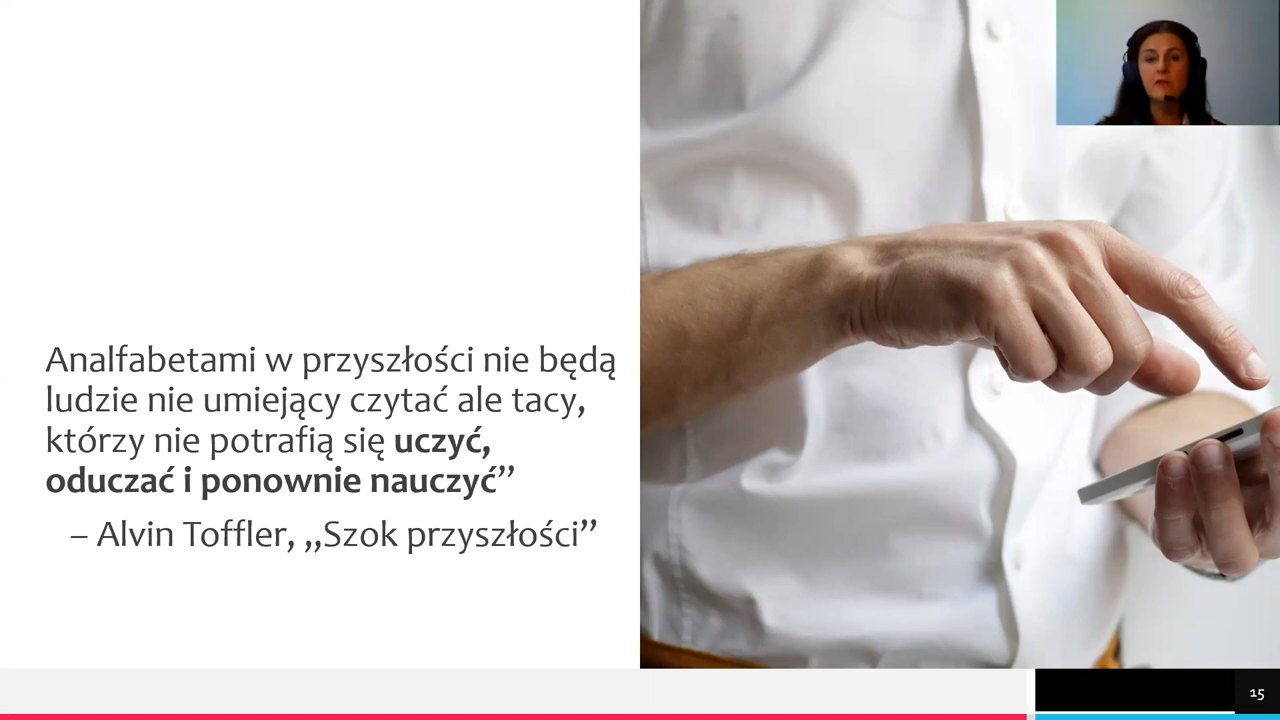 Analfabetami w przyszłości nie będą
ludzie nie umiejący czytać ale tacy,
którzy nie potrafią się uczyć,
oduczać i ponownie nauczyć”
– Alvin Toffler, „Szok przyszłości”
15